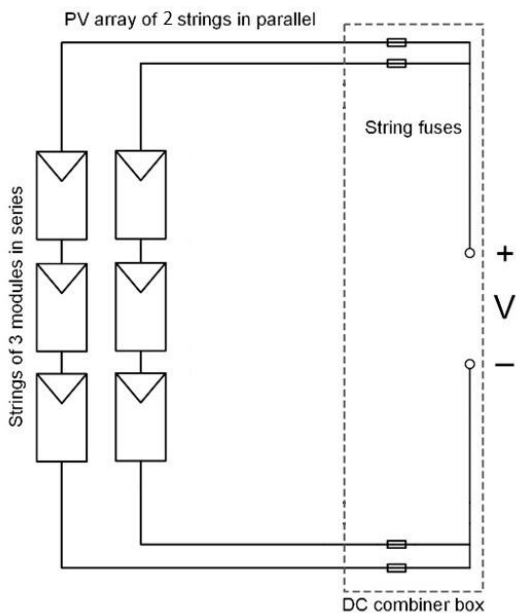 PV array of 2 strings in parallel
String fuses
Strings of 3 modules in series
+
V
−
DC combiner box